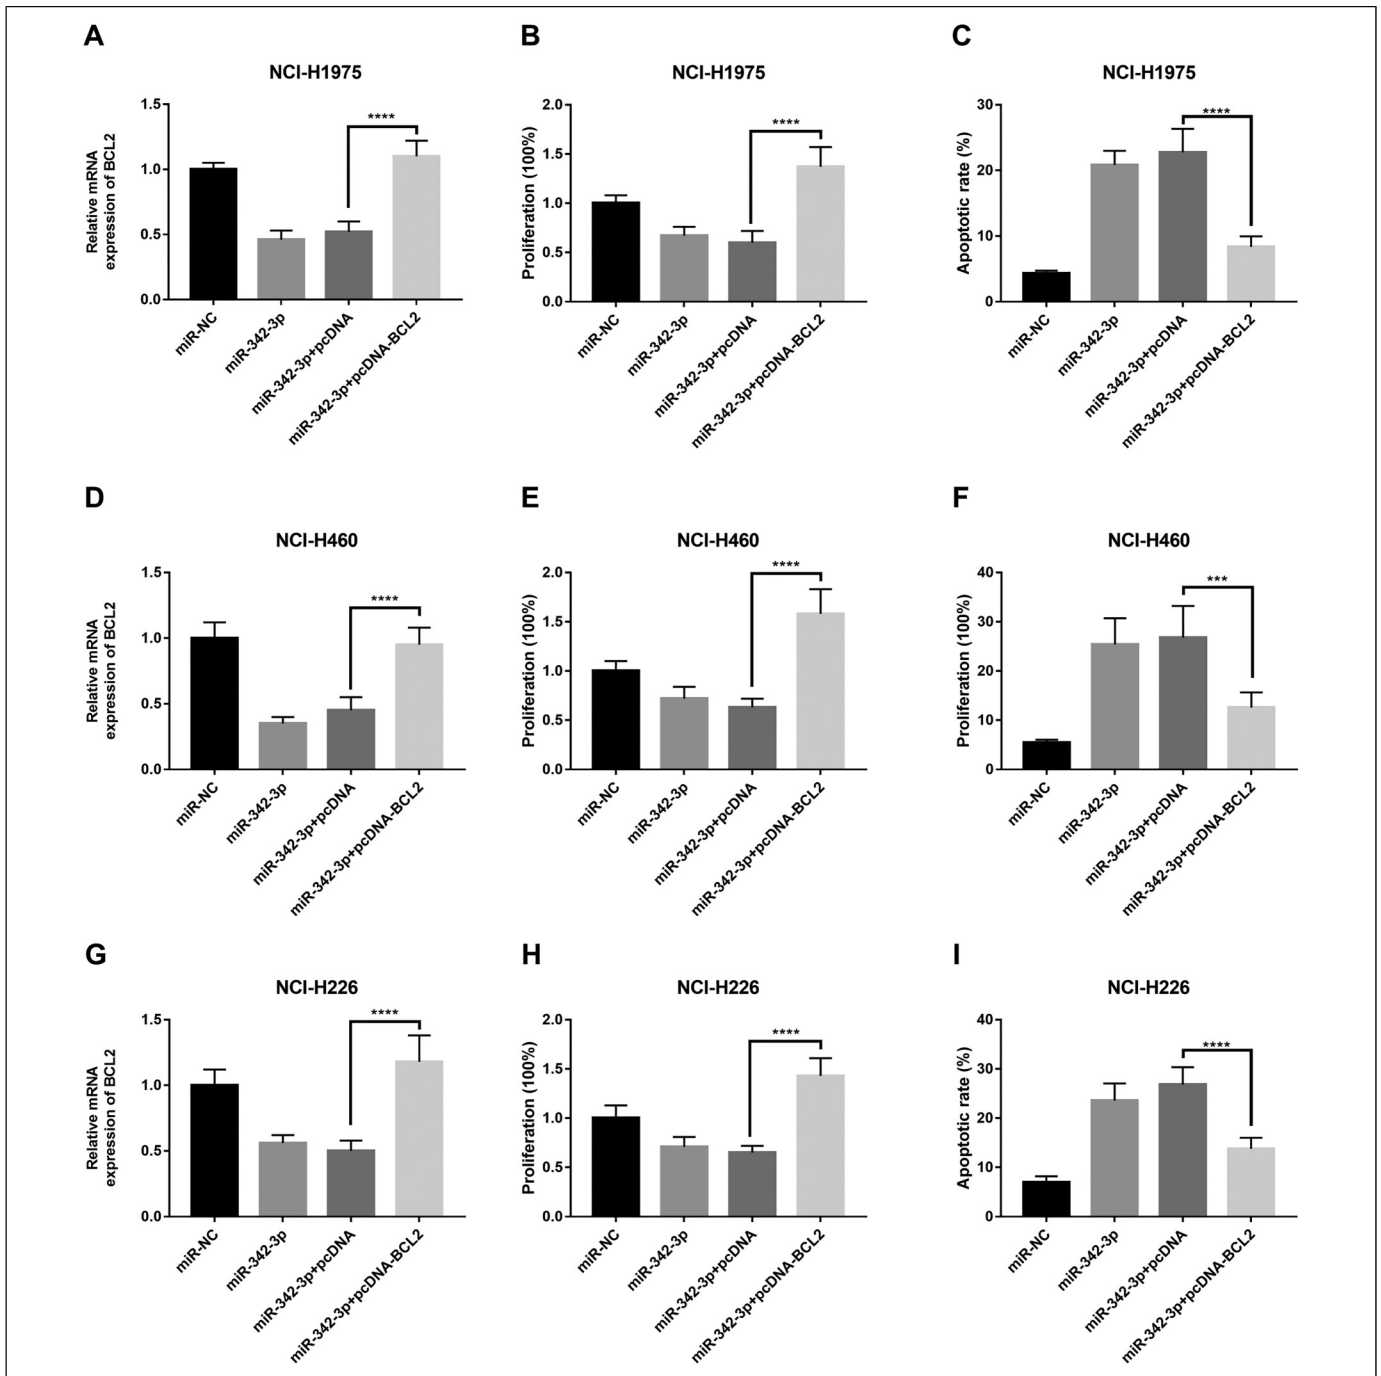 A
NCI-H1975
Relative mRNA
expression of BCL2
1.5
1.0
0.5
0.0
****
miR-NC
miR-342-3p
miR-342-3p+pcDNA
miR-342-3p+pcDNA-BCL2
B
NCI-H1975
Proliferation (100%)
2.0
1.5
1.0
0.5
0.0
****
miR-NC
miR-342-3p
miR-342-3p+pcDNA
miR-342-3p+pcDNA-BCL2
C
NCI-H1975
Apoptotic rate (%)
30
20
10
0
****
miR-NC
miR-342-3p
miR-342-3p+pcDNA
miR-342-3p+pcDNA-BCL2
D
NCI-H460
Relative mRNA
expression of BCL2
1.5
1.0
0.5
0.0
****
miR-NC
miR-342-3p
miR-342-3p+pcDNA
miR-342-3p+pcDNA-BCL2
E
NCI-H460
Proliferation (100%)
2.0
1.5
1.0
0.5
0.0
****
miR-NC
miR-342-3p
miR-342-3p+pcDNA
miR-342-3p+pcDNA-BCL2
F
NCI-H460
Proliferation (100%)
40
30
20
10
0
***
miR-NC
miR-342-3p
miR-342-3p+pcDNA
miR-342-3p+pcDNA-BCL2
G
NCI-H226
Relative mRNA
expression of BCL2
1.5
1.0
0.5
0.0
****
miR-NC
miR-342-3p
miR-342-3p+pcDNA
miR-342-3p+pcDNA-BCL2
H
NCI-H226
Proliferation (100%)
2.0
1.5
1.0
0.5
0.0
****
miR-NC
miR-342-3p
miR-342-3p+pcDNA
miR-342-3p+pcDNA-BCL2
I
NCI-H226
Apoptotic rate (%)
40
30
20
10
0
****
miR-NC
miR-342-3p
miR-342-3p+pcDNA
miR-342-3p+pcDNA-BCL2